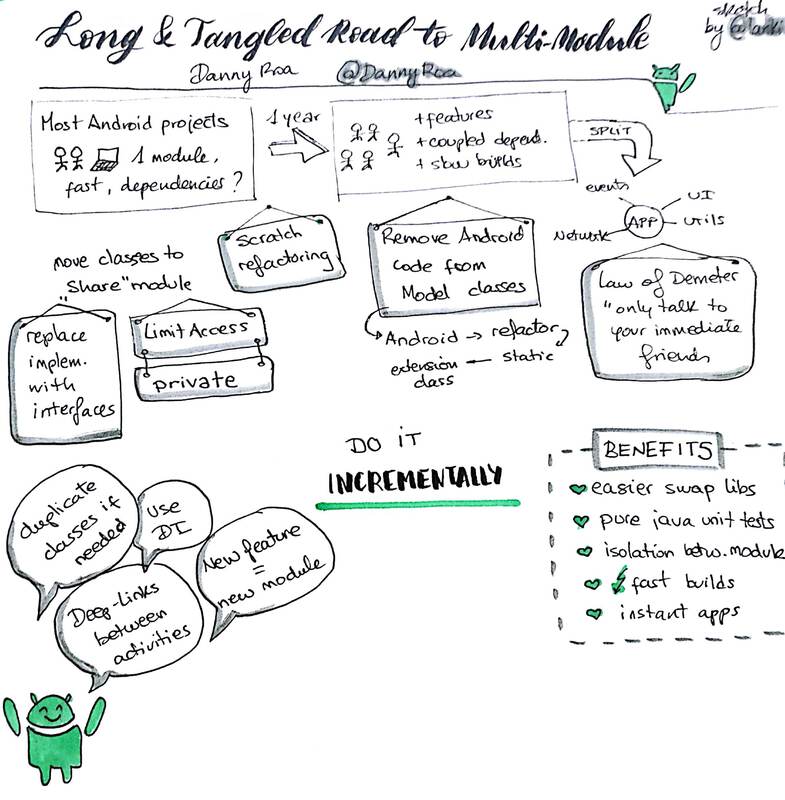 Long & Tangled Road to Multi-Module
sketch
by
Danny Roa @DannyRoa
Most Android projects
1 module,
fast, dependencies?
1 year
+ features
+ coupled depend.
+ slow builds
SPLIT
events
UI
APP
utils
Network
Scratch
refactoring
Remove Android
code from
Model classes
Android → refactor
extension ← static
class
Law of Demeter
"only talk to
your immediate
friends
move classes to
"Share" module
replace
implem.
with
interfaces
Limit Access
private
DO IT
INCREMENTALLY
BENEFITS
easier swap libs
pure java unit tests
isolation betw. module
fast builds
instant apps
duplicate
classes if
needed
use
DI
New feature
=
new module
Deep-Links
between
activities